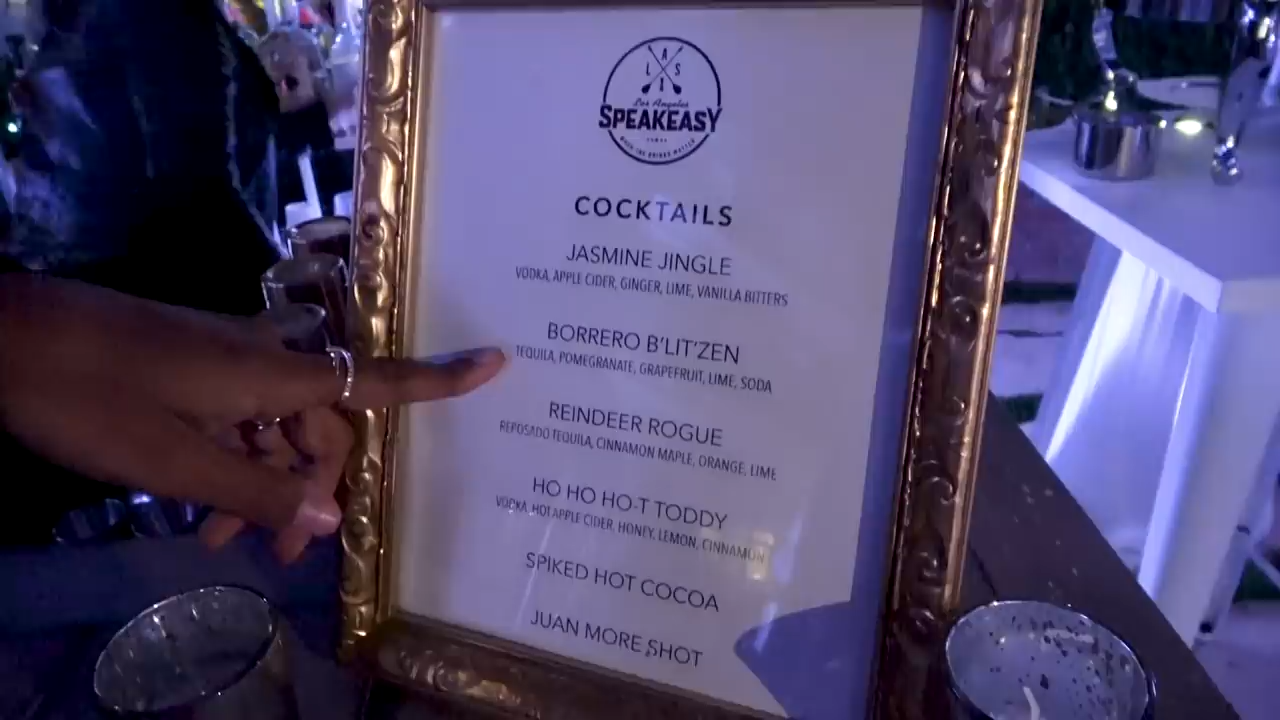 L A S
Los Angeles
SPEAKEASY
COCKTAILS
JASMINE JINGLE
VODKA, APPLE CIDER, GINGER, LIME, VANILLA BITTERS
BORRERO B'LIT'ZEN
TEQUILA, POMEGRANATE, GRAPEFRUIT, LIME, SODA
REINDEER ROGUE
REPOSADO TEQUILA, CINNAMON MAPLE, ORANGE, LIME
HO HO HO-T TODDY
VODKA, HOT APPLE CIDER, HONEY, LEMON, CINNAMON
SPIKED HOT COCOA
JUAN MORE SHOT